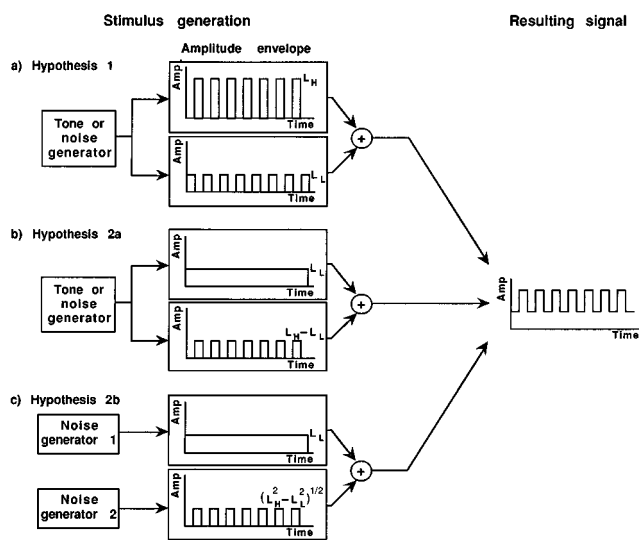 Stimulus generation
Resulting signal
Amplitude envelope
a) Hypothesis 1
Tone or
noise
generator
Amp
L_H
Time
Amp
L_L
Time
+
b) Hypothesis 2a
Tone or
noise
generator
Amp
L_L
Time
Amp
L_H-L_L
Time
+
Amp
Time
c) Hypothesis 2b
Noise
generator 1
Amp
L_L
Time
Noise
generator 2
Amp
(L_H^2-L_L^2)^1/2
Time
+